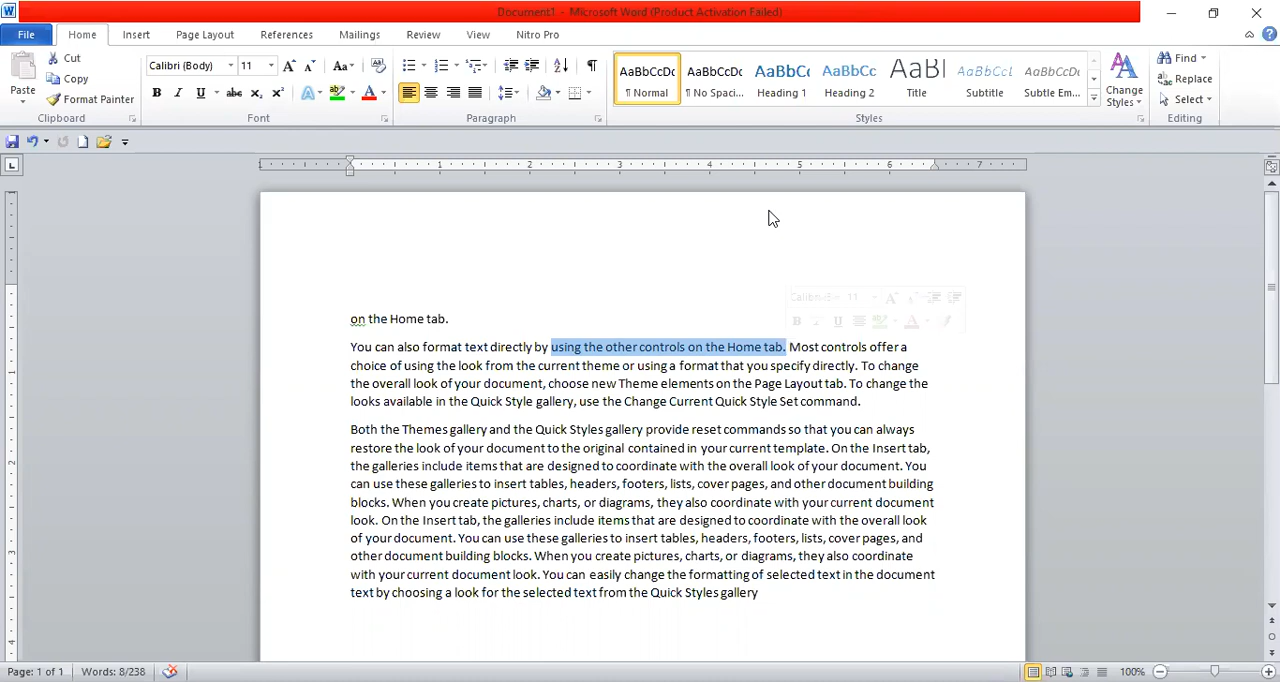 Document1 - Microsoft Word (Product Activation Failed)
File Home Insert Page Layout References Mailings Review View Nitro Pro
Cut
Copy
Format Painter
Paste
Clipboard
Calibri (Body) 11
Font
Paragraph
AaBbCcDc AaBbCcDc AaBbCc AaBbCc AaBl AaBbCcL AaBbCcDc
¶ Normal ¶ No Spaci... Heading 1 Heading 2 Title Subtitle Subtle Em...
Styles
Change
Styles
Find
Replace
Select
Editing
1 1 2 3 4 5 6 7
on the Home tab.
Calibri 11
You can also format text directly by using the other controls on the Home tab. Most controls offer a
choice of using the look from the current theme or using a format that you specify directly. To change
the overall look of your document, choose new Theme elements on the Page Layout tab. To change the
looks available in the Quick Style gallery, use the Change Current Quick Style Set command.
Both the Themes gallery and the Quick Styles gallery provide reset commands so that you can always
restore the look of your document to the original contained in your current template. On the Insert tab,
the galleries include items that are designed to coordinate with the overall look of your document. You
can use these galleries to insert tables, headers, footers, lists, cover pages, and other document building
blocks. When you create pictures, charts, or diagrams, they also coordinate with your current document
look. On the Insert tab, the galleries include items that are designed to coordinate with the overall look
of your document. You can use these galleries to insert tables, headers, footers, lists, cover pages, and
other document building blocks. When you create pictures, charts, or diagrams, they also coordinate
with your current document look. You can easily change the formatting of selected text in the document
text by choosing a look for the selected text from the Quick Styles gallery
Page: 1 of 1 Words: 8/238 100%